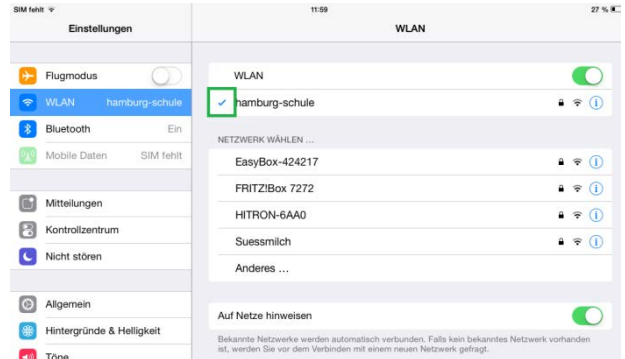 SIM fehlt 11:59 27 %
Einstellungen
WLAN
Flugmodus
WLAN hamburg-schule
Bluetooth Ein
Mobile Daten SIM fehlt
Mitteilungen
Kontrollzentrum
Nicht stören
Allgemein
Hintergründe & Helligkeit
Töne
WLAN
hamburg-schule
NETZWERK WÄHLEN ...
EasyBox-424217
FRITZ!Box 7272
HITRON-6AA0
Suessmilch
Anderes ...
Auf Netze hinweisen
Bekannte Netzwerke werden automatisch verbunden. Falls kein bekanntes Netzwerk vorhanden
ist, werden Sie vor dem Verbinden mit einem neuen Netzwerk gefragt.